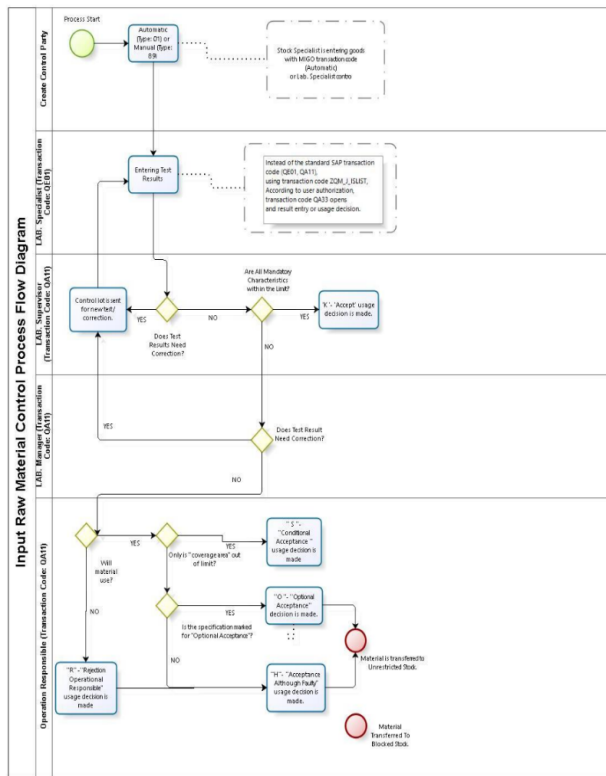 Input Raw Material Control Process Flow Diagram
Create Control Party
Process Start
Automatic
(Type: 01) or
Manual (Type:
89)
Stock Specialist is entering goods
with MIGO transaction code
(Automatic)
or Lab. Specialist contro
LAB. Specialist (Transaction
Code: QE01)
Entering Test
Results
Instead of the standard SAP transaction
code (QE01, QA11),
using transaction code ZQM_J_ISLIST,
According to user authorization,
transaction code QA33 opens
and result entry or usage decision.
LAB. Supervisor
(Transaction Code: QA11)
Control lot is sent
for new test/
correction.
YES
Does Test
Results Need
Correction?
NO
Are All Mandatory
Characteristics
within the Limit?
YES
"K"- "Accept" usage
decision is made.
NO
LAB. Manager (Transaction
Code: QA11)
YES
Does Test Result
Need Correction?
NO
Operation Responsible (Transaction Code: QA11)
Will
material
use?
YES
Only is " coverage area" out
of limit?
YES
" S "-
"Conditional
Acceptance "
usage decision is
made
NO
Is the specification marked
for "Optional Acceptance"?
YES
"O "- "Optional
Acceptance"
decision is made.
NO
"R"- "Rejection
Operational
Responsible"
usage decision is
made
"H"- "Acceptance
Although Faulty"
usage decision is
made.
Material is transferred to
Unrestricted Stock.
Material
Transferred To
Blocked Stock.